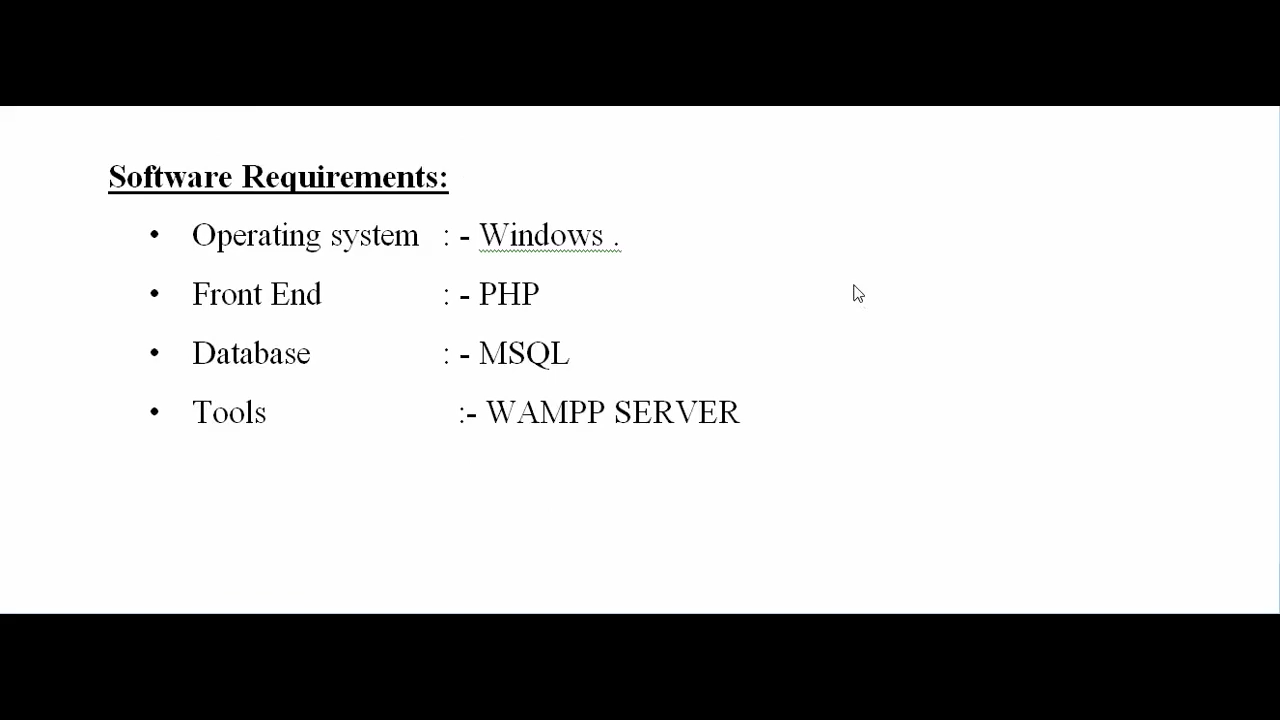 Software Requirements:
• Operating system : - Windows .
• Front End : - PHP
• Database : - MSQL
• Tools :- WAMPP SERVER